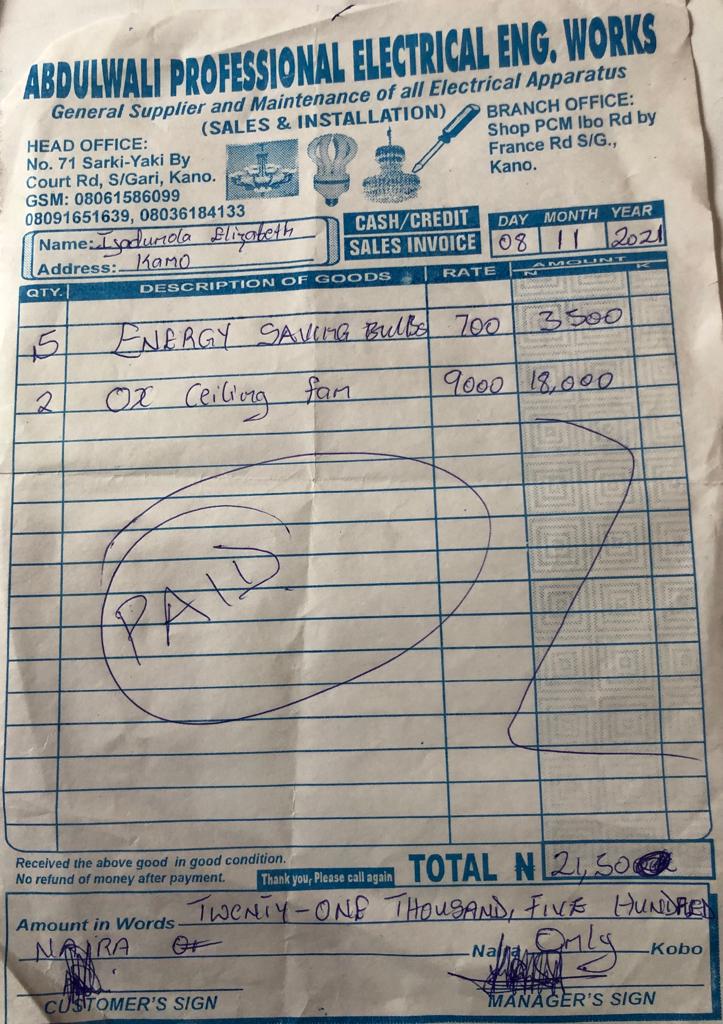 ABDULWALI PROFESSIONAL ELECTRICAL ENG. WORKS
General Supplier and Maintenance of all Electrical Apparatus
(SALES & INSTALLATION)
HEAD OFFICE:
No. 71 Sarki-Yaki By
Court Rd, S/Gari, Kano.
GSM: 08061586099
08091651639, 08036184133
BRANCH OFFICE:
Shop PCM Ibo Rd by
France Rd S/G.,
Kano.
Name: Elizabeth
Address: Kano
CASH/CREDIT
SALES INVOICE
DAY MONTH YEAR
08 11 2021
QTY. DESCRIPTION OF GOODS RATE AMOUNT
N K
5 ENERGY SAVING Bulbs 700 3500
2 OX Ceiling fan 9000 18,000
PAID
Received the above good in good condition.
No refund of money after payment.
Thank you, Please call again
TOTAL ₦ 21,50
Amount in Words TWENTY-ONE THOUSAND, FIVE HUNDRED
NAIRA Naira Only Kobo
CUSTOMER'S SIGN MANAGER'S SIGN